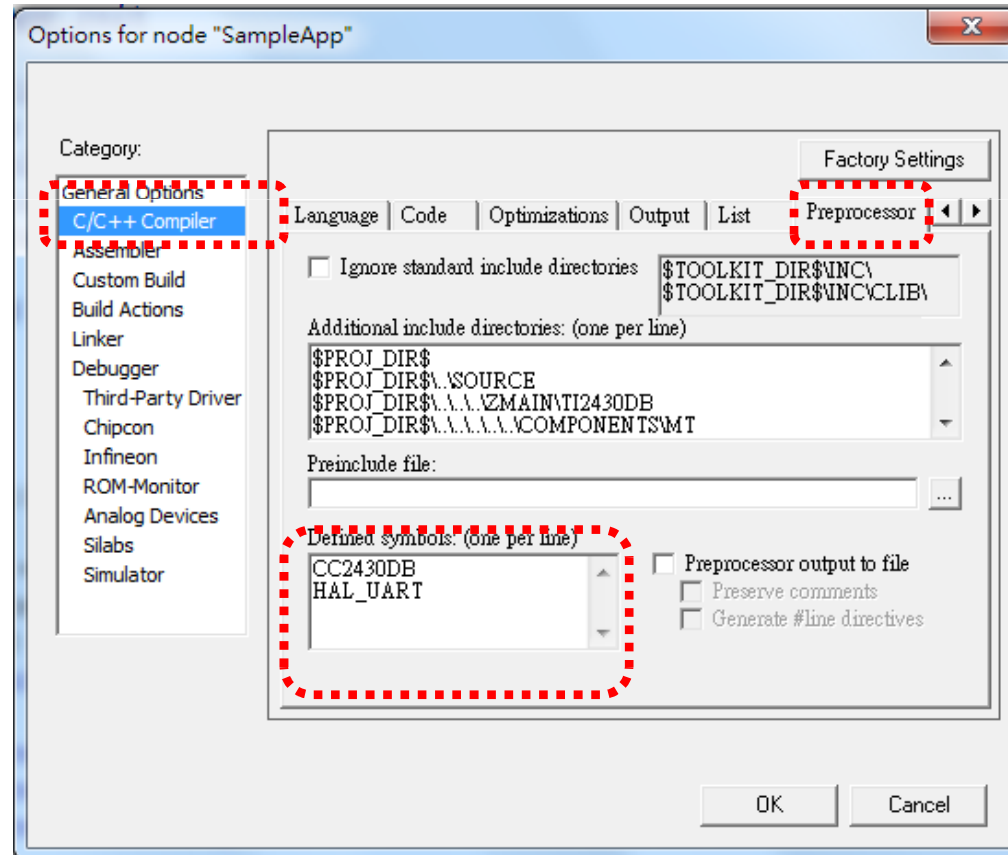 Options for node "SampleApp"
Category:
General Options
C/C++ Compiler
Assembler
Custom Build
Build Actions
Linker
Debugger
Third-Party Driver
Chipcon
Infineon
ROM-Monitor
Analog Devices
Silabs
Simulator
Factory Settings
Language Code Optimizations Output List Preprocessor
Ignore standard include directories
$TOOLKIT_DIR$\INC\
$TOOLKIT_DIR$\INC\CLIB\
Additional include directories: (one per line)
$PROJ_DIR$
$PROJ_DIR$\..\SOURCE
$PROJ_DIR$\..\..\..\ZMAIN\TI2430DB
$PROJ_DIR$\..\..\..\..\..\COMPONENTS\MT
Preinclude file:
...
Defined symbols: (one per line)
CC2430DB
HAL_UART
Preprocessor output to file
Preserve comments
Generate #line directives
OK Cancel